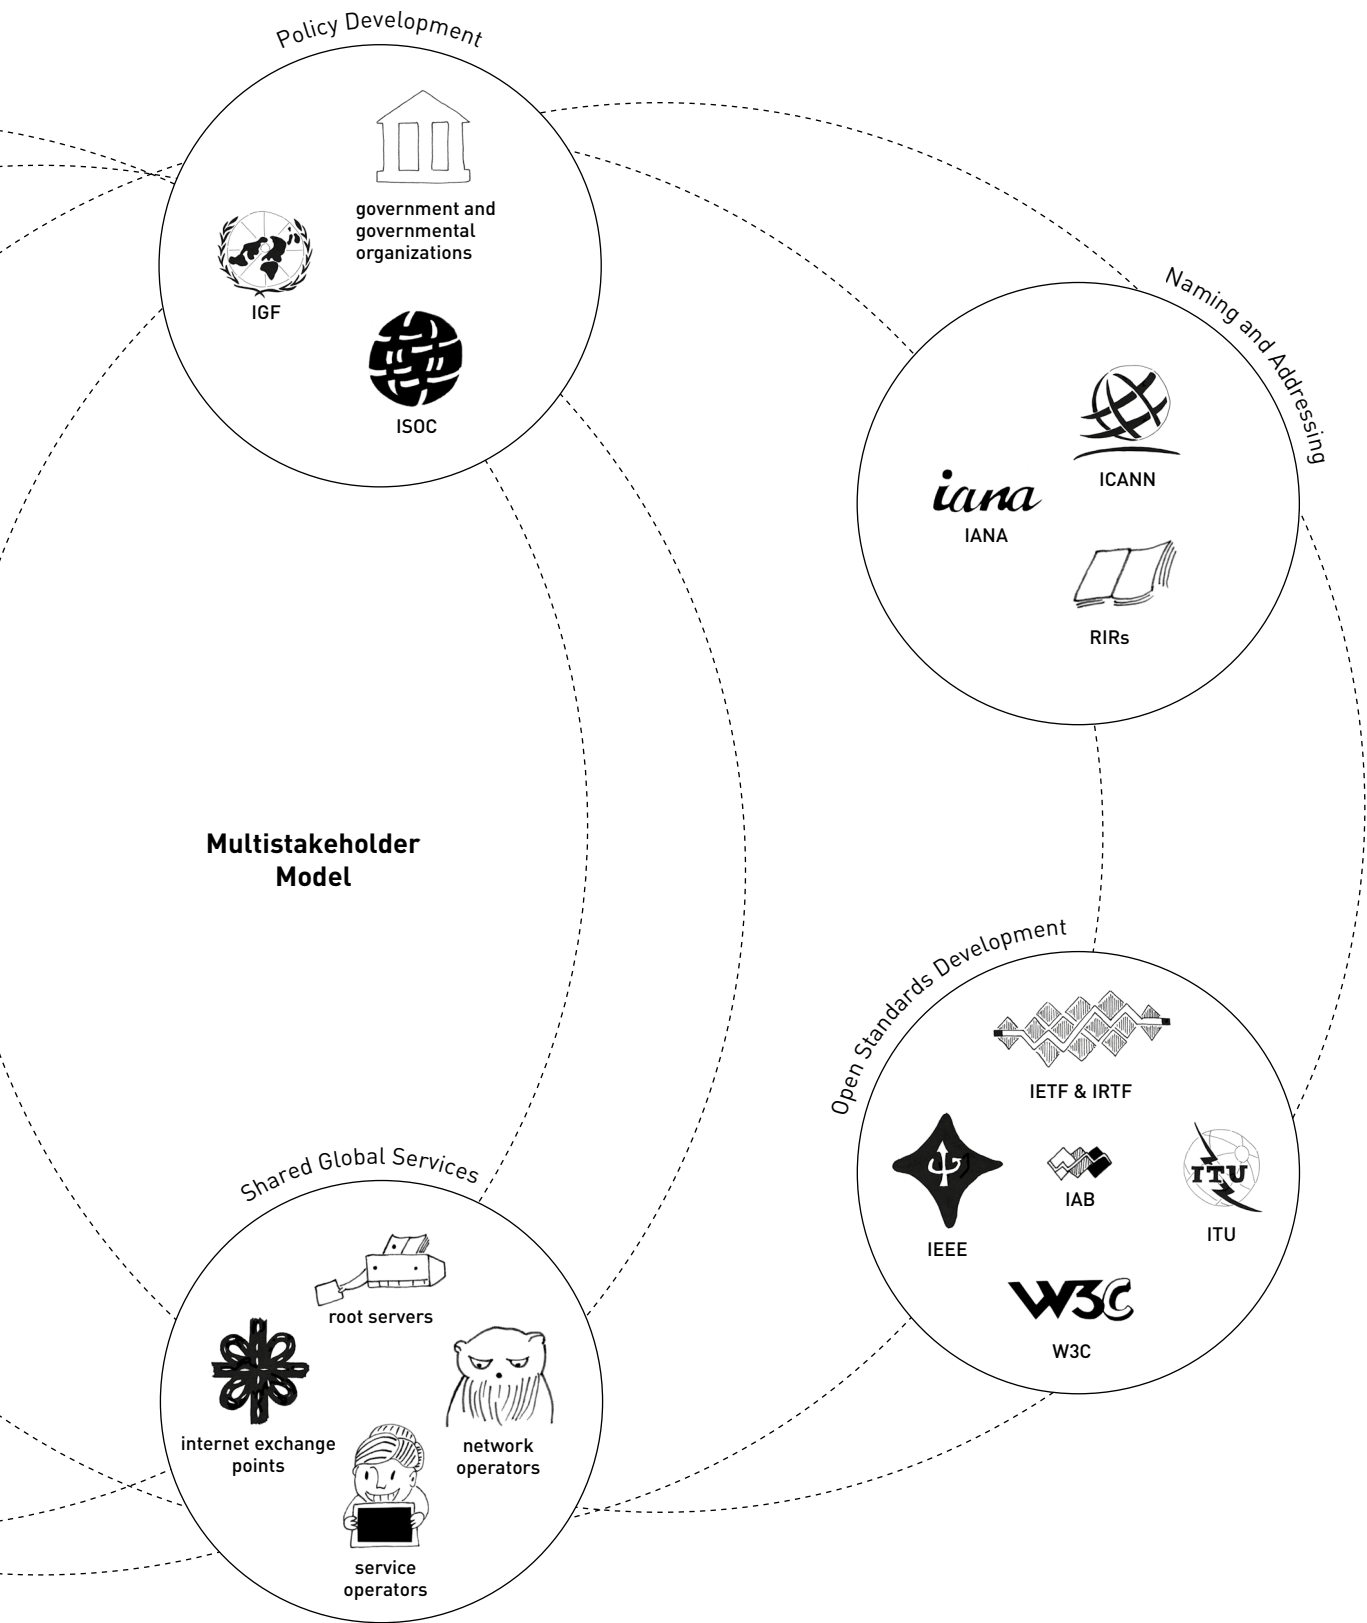 Policy Development
government and
governmental
organizations
IGF
ISOC
Naming and Addressing
ICANN
iana
IANA
RIRs
Multistakeholder
Model
Open Standards Development
IETF & IRTF
IEEE
IAB
ITU
ITU
W3C
W3C
Shared Global Services
root servers
internet exchange
points
network
operators
service
operators